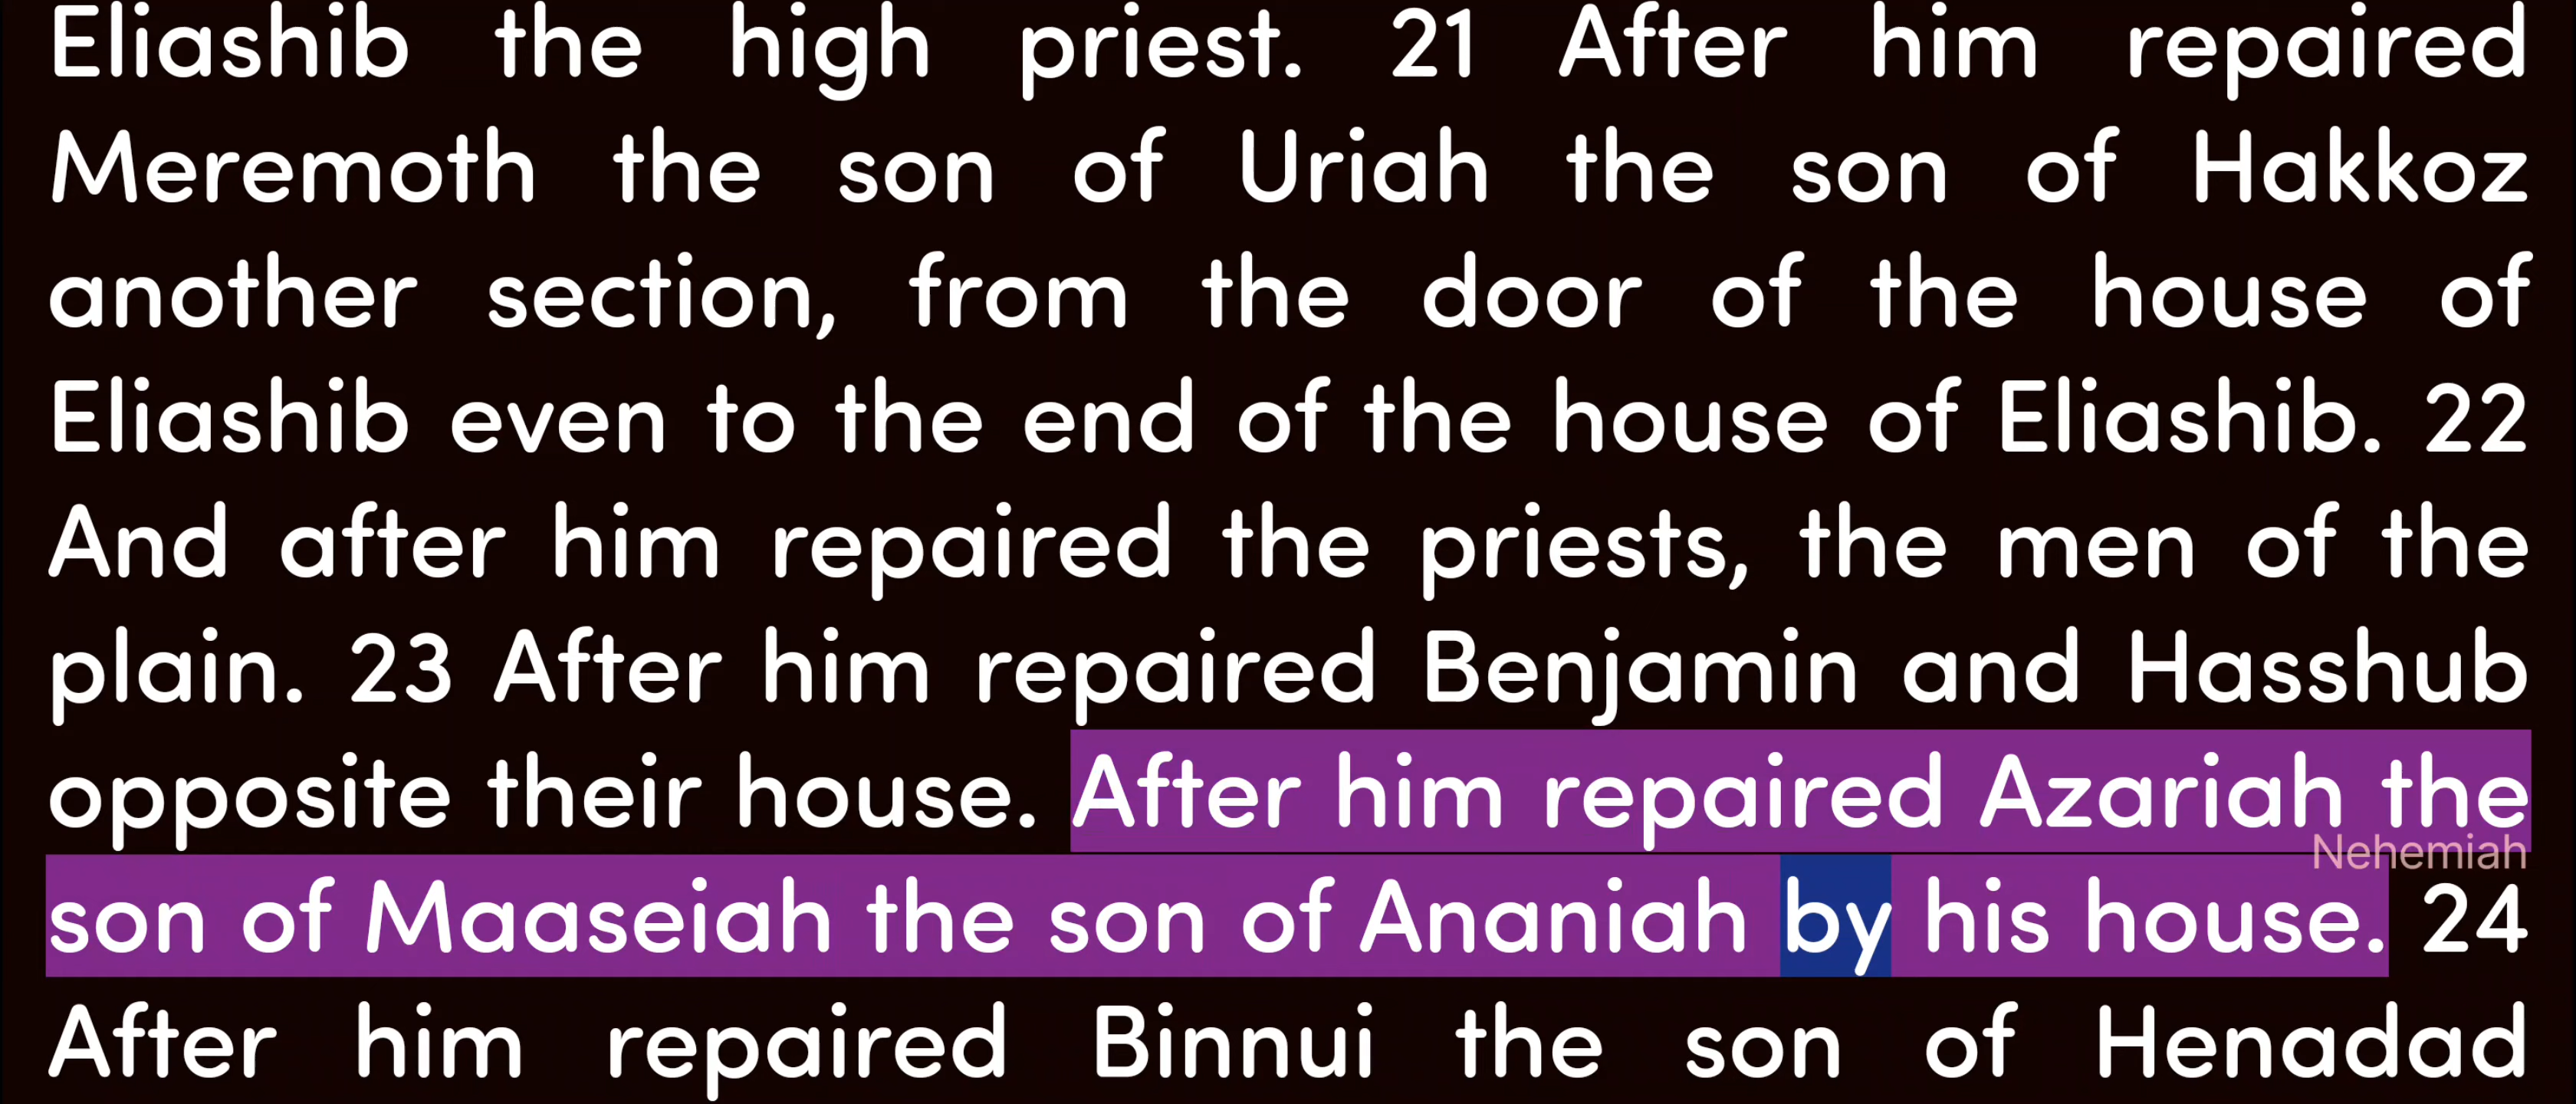 Eliashib the high priest. 21 After him repaired
Meremoth the son of Uriah the son of Hakkoz
another section, from the door of the house of
Eliashib even to the end of the house of Eliashib. 22
And after him repaired the priests, the men of the
plain. 23 After him repaired Benjamin and Hasshub
opposite their house. After him repaired Azariah the
Nehemiah
son of Maaseiah the son of Ananiah by his house. 24
After him repaired Binnui the son of Henadad